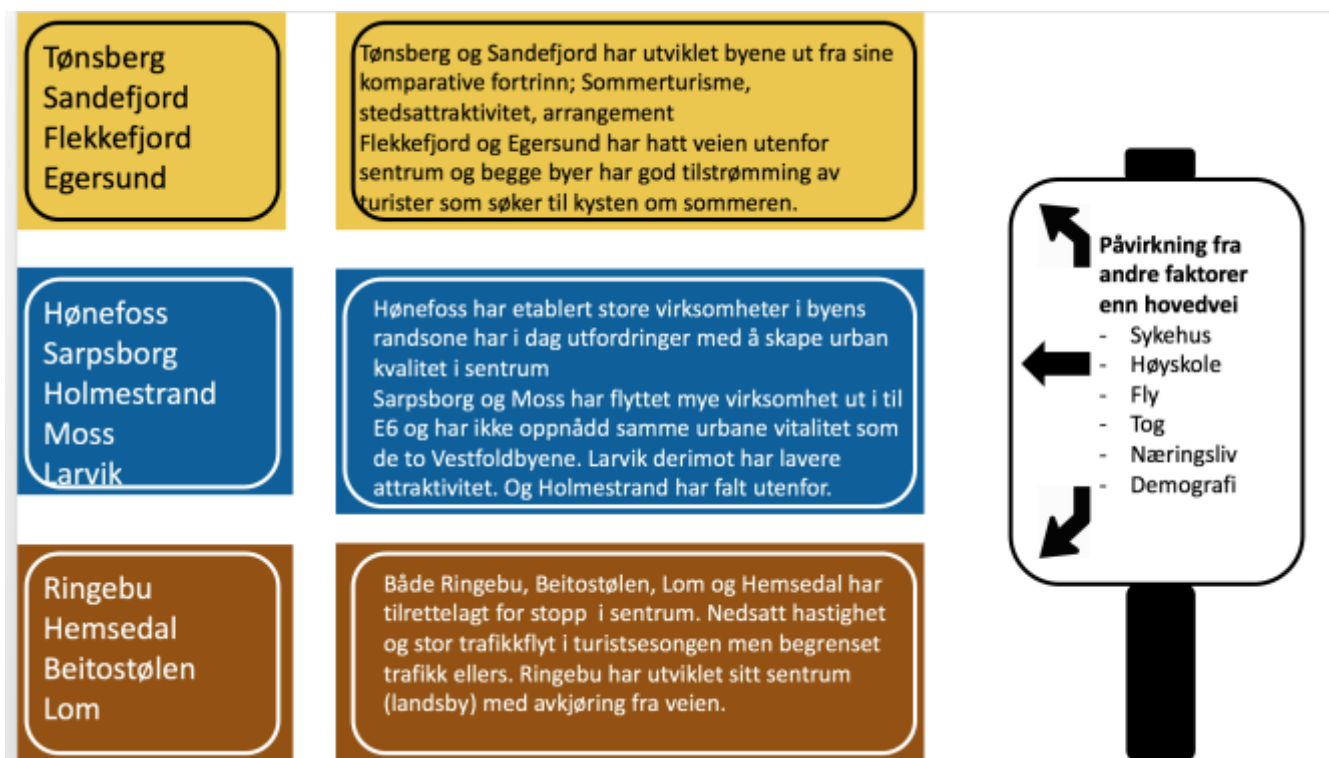 Tønsberg
Sandefjord
Flekkefjord
Egersund
Tønsberg og Sandefjord har utviklet byene ut fra sine
komparative fortrinn; Sommerturisme,
stedsattraktivitet, arrangement
Flekkefjord og Egersund har hatt veien utenfor
sentrum og begge byer har god tilstrømming av
turister som søker til kysten om sommeren.
Hønefoss
Sarpsborg
Holmestrand
Moss
Larvik
Hønefoss har etablert store virksomheter i byens
randsone har i dag utfordringer med å skape urban
kvalitet i sentrum
Sarpsborg og Moss har flyttet mye virksomhet ut i til
E6 og har ikke oppnådd samme urbane vitalitet som
de to Vestfoldbyene. Larvik derimot har lavere
attraktivitet. Og Holmestrand har falt utenfor.
Ringebu
Hemsedal
Beitostølen
Lom
Både Ringebu, Beitostølen, Lom og Hemsedal har
tilrettelagt for stopp  i sentrum. Nedsatt hastighet
og stor trafikkflyt i turistsesongen men begrenset
trafikk ellers. Ringebu har utviklet sitt sentrum
(landsby) med avkjøring fra veien.
Påvirkning fra
andre faktorer
enn hovedvei
- Sykehus
- Høyskole
- Fly
- Tog
- Næringsliv
- Demografi